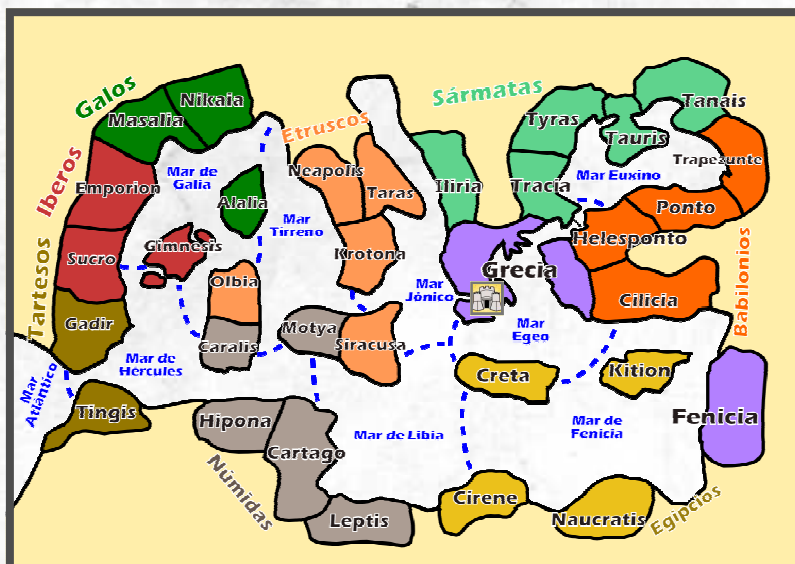 Galos
Sármatas
Etruscos
Iberos
Tartesos
Babilonios
Númidas
Egipcios
Nikaia
Masalia
Tanais
Tyras
Tauris
Mar Euxino
Trapezunte
Mar de
Galia
Neapolis
Taras
Iliria
Tracia
Emporion
Alalia
Ponto
Mar
Tirreno
Helesponto
Gimnesis
Krotona
Sucro
Grecia
Olbia
Mar
Jónico
Cilicia
Gadir
Motya
Siracusa
Mar
Egeo
Caralis
Mar de
Hércules
Mar
Atlántico
Creta
Kition
Tingis
Hipona
Fenicia
Mar de Libia
Mar de
Fenicia
Cartago
Cirene
Leptis
Naucratis